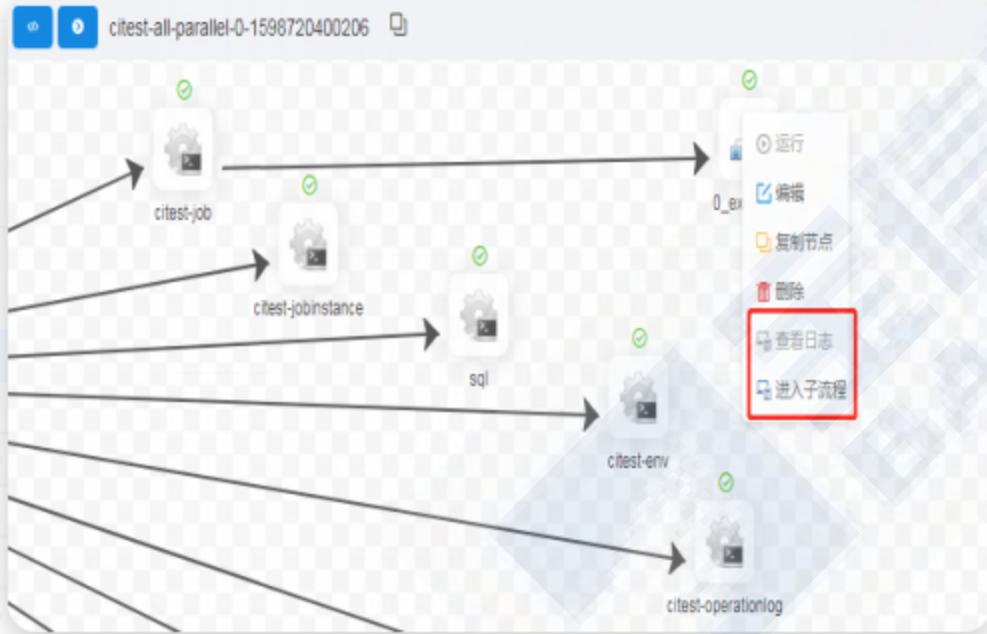 citest-all-parallel-0-1598720400206
citest-job
0_ex
运行
编辑
复制节点
删除
查看日志
进入子流程
citest-jobinstance
sql
citest-env
citest-operationlog